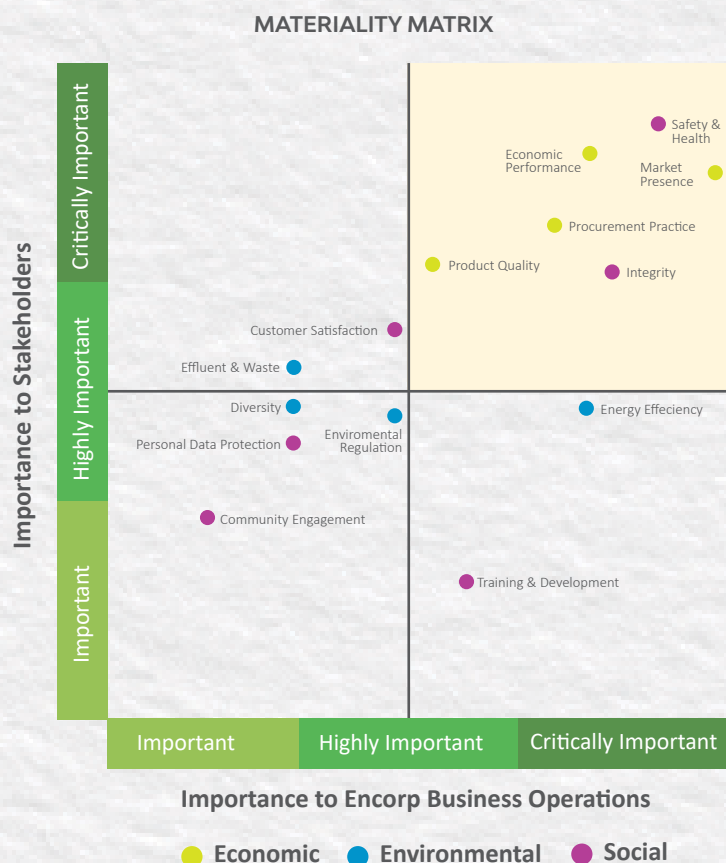 MATERIALITY MATRIX
Importance to Stakeholders
Critically Important
Highly Important
Important
Safety &
Health
Economic
Performance
Market
Presence
Procurement Practice
Product Quality
Integrity
Customer Satisfaction
Effluent & Waste
Diversity
Energy Effeciency
Enviromental
Regulation
Personal Data Protection
Community Engagement
Training & Development
Important
Highly Important
Critically Important
Importance to Encorp Business Operations
Economic
Environmental
Social